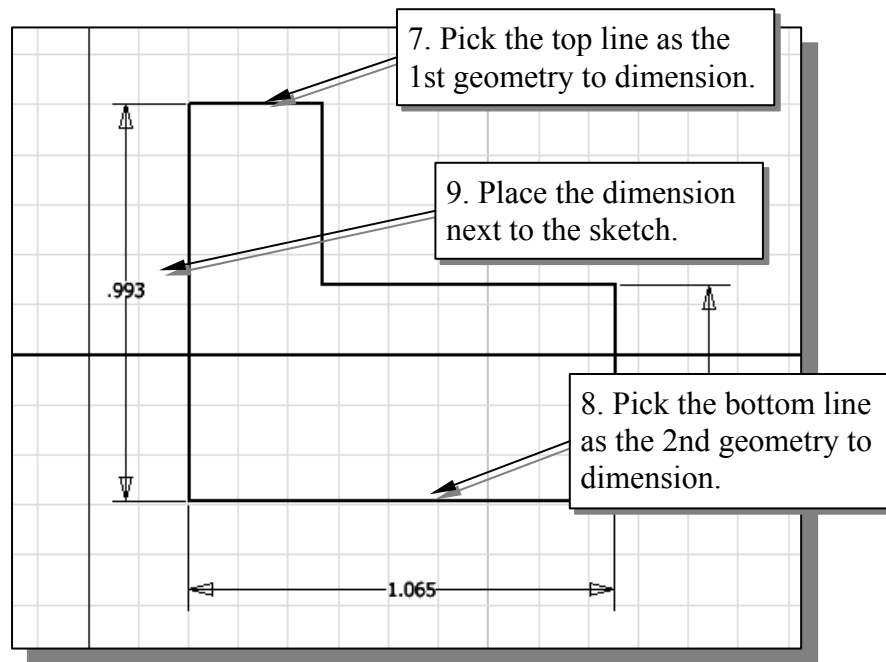 7. Pick the top line as the
1st geometry to dimension.
9. Place the dimension
next to the sketch.
.993
8. Pick the bottom line
as the 2nd geometry to
dimension.
1.065